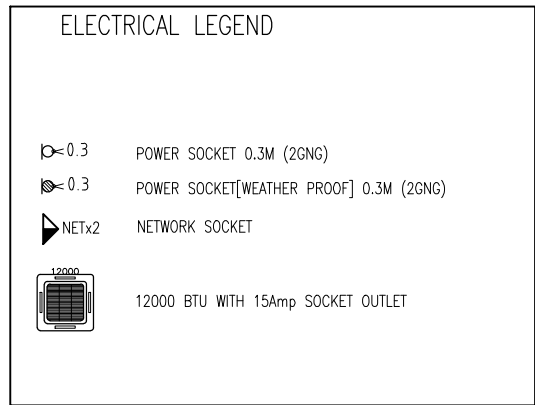 ELECTRICAL LEGEND
0.3 POWER SOCKET 0.3M (2GNG)
0.3 POWER SOCKET[WEATHER PROOF] 0.3M (2GNG)
NETx2 NETWORK SOCKET
12000
12000 BTU WITH 15Amp SOCKET OUTLET